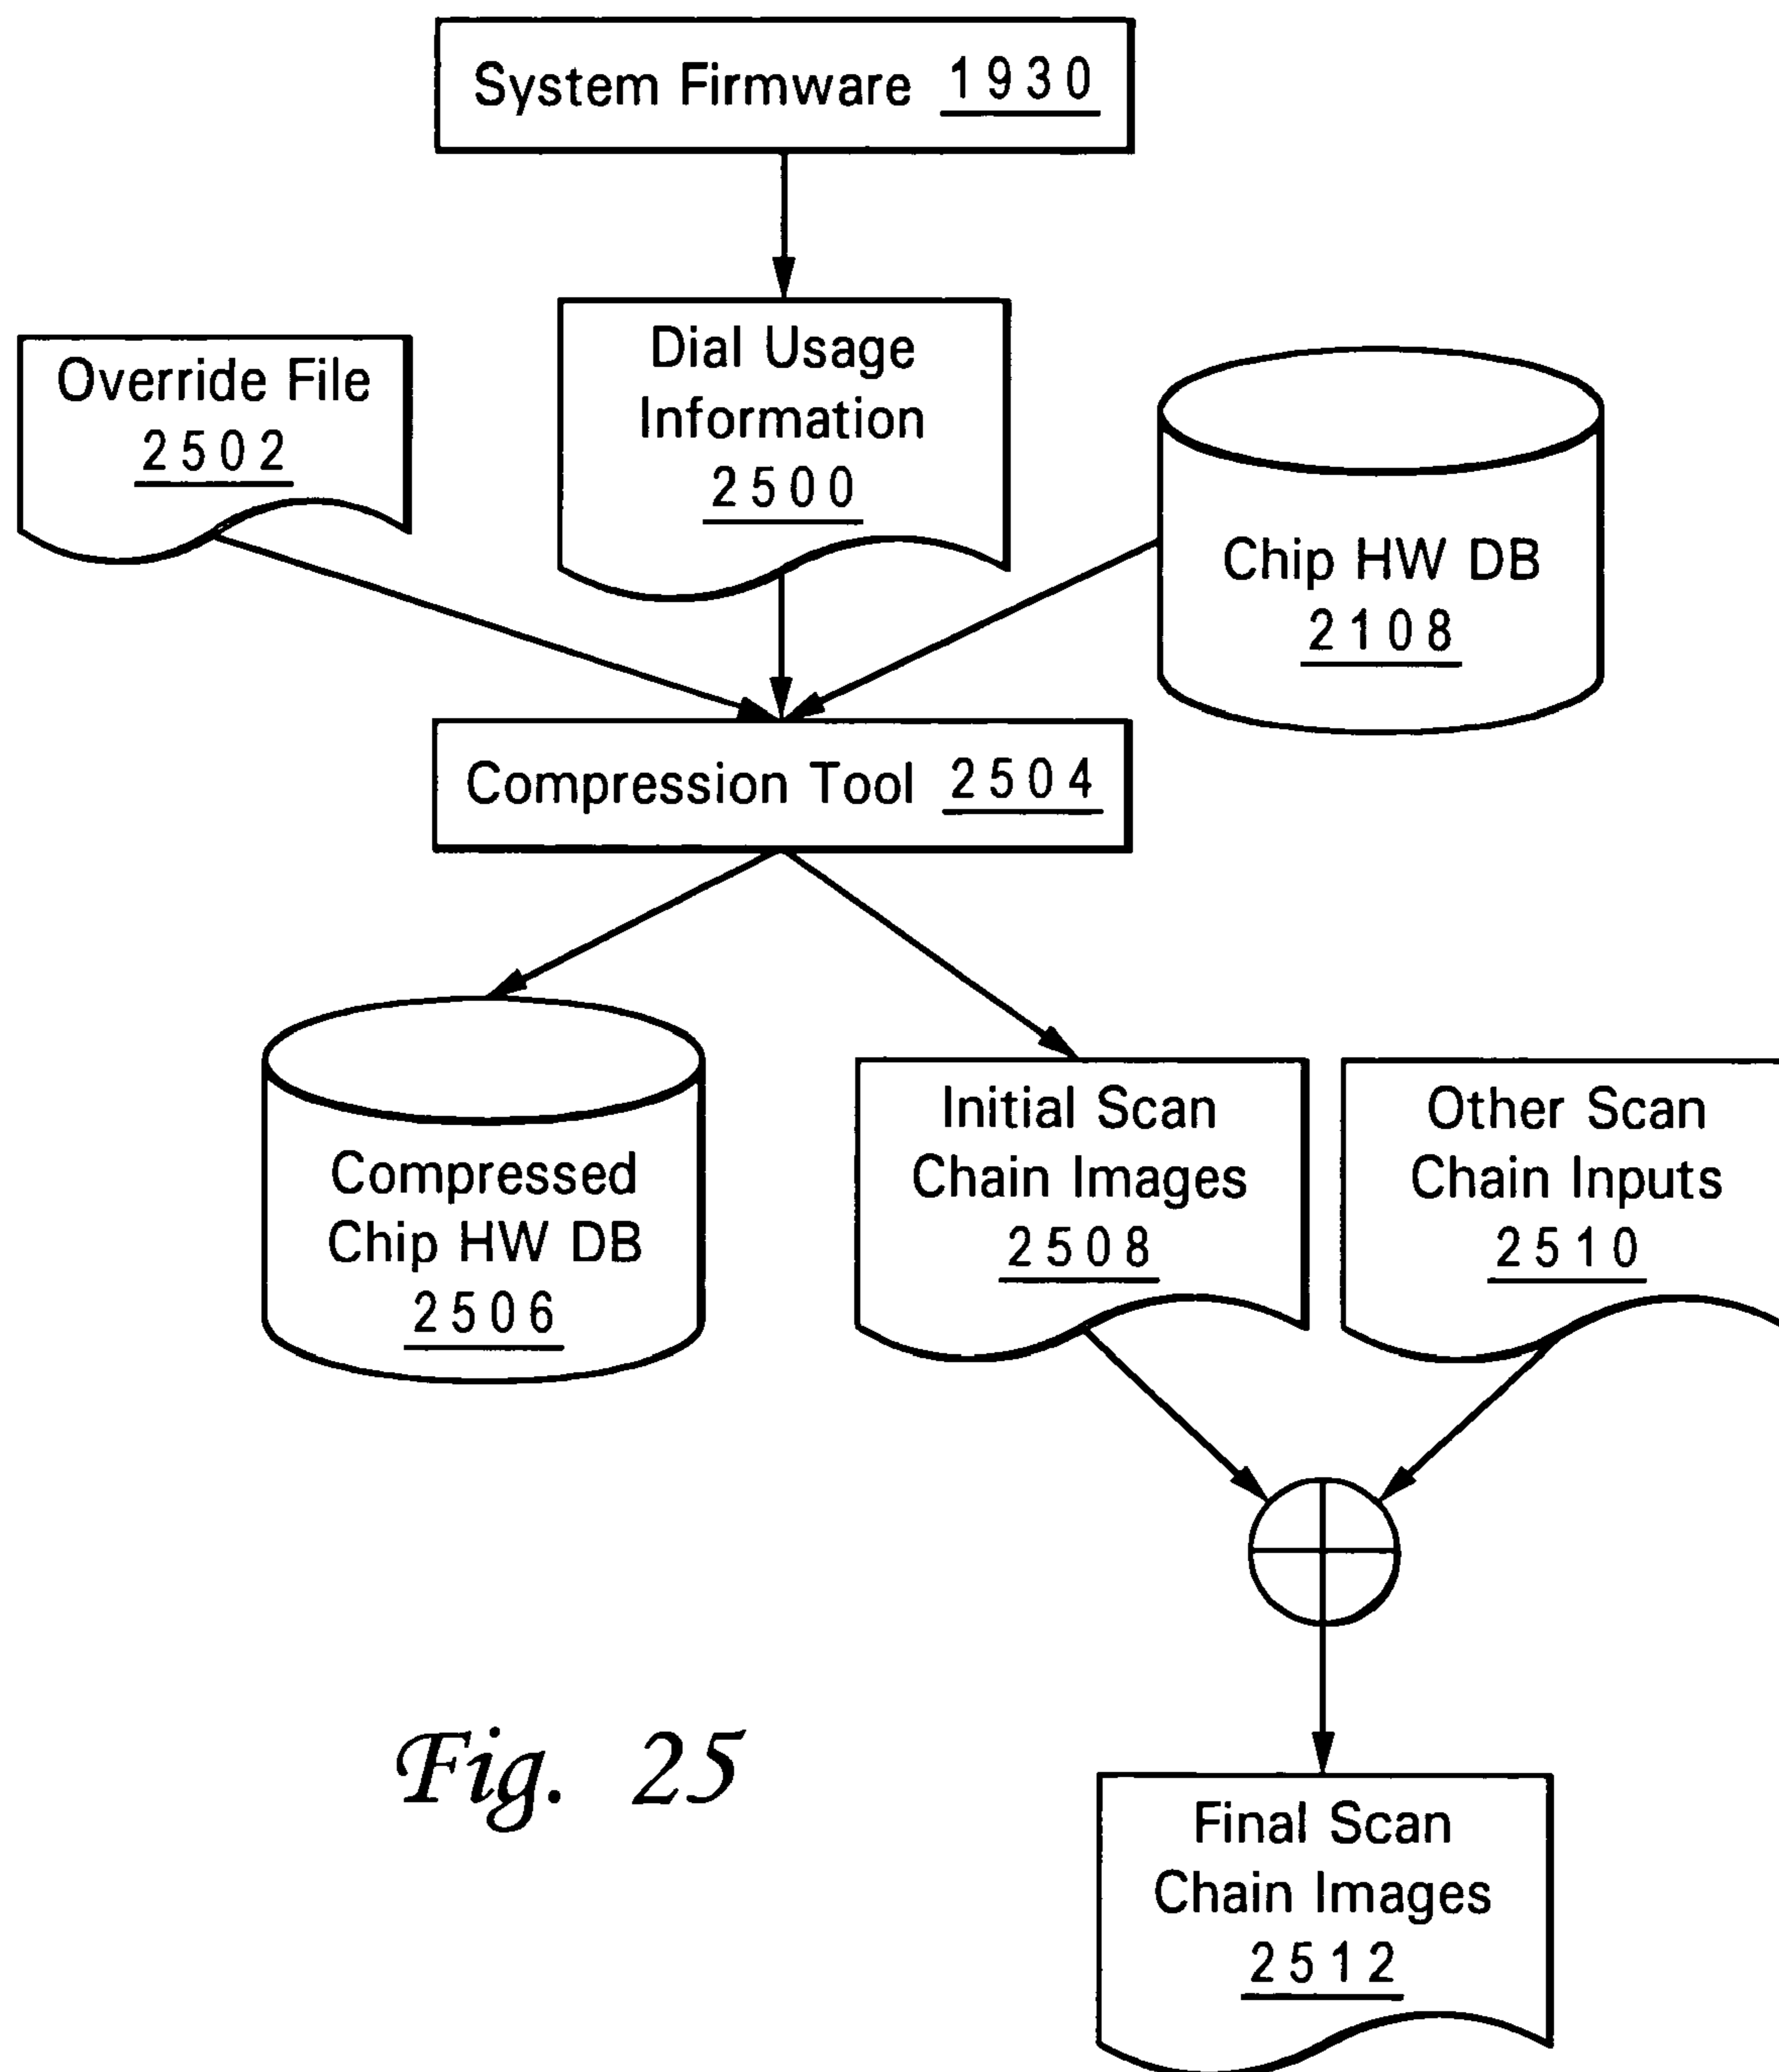 System Firmware 1930
Override File
2502
Dial Usage
Information
2500
Chip HW DB
2108
Compression Tool 2504
Compressed
Chip HW DB
2506
Initial Scan
Chain Images
2508
Other Scan
Chain Inputs
2510
Fig. 25
Final Scan
Chain Images
2512